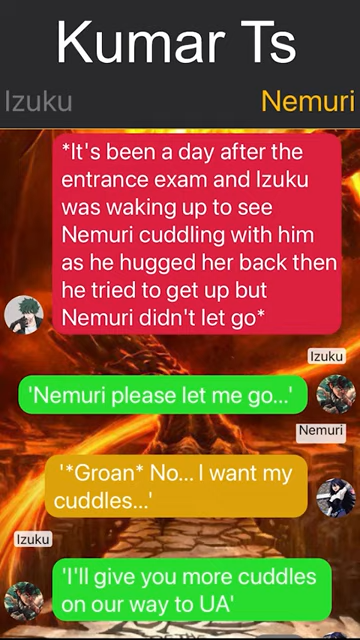 Kumar Ts
Izuku
Nemuri
*It's been a day after the
entrance exam and Izuku
was waking up to see
Nemuri cuddling with him
as he hugged her back then
he tried to get up but
Nemuri didn't let go*
Izuku
'Nemuri please let me go...'
Nemuri
'*Groan* No... I want my
cuddles...'
Izuku
'I'll give you more cuddles
on our way to UA'